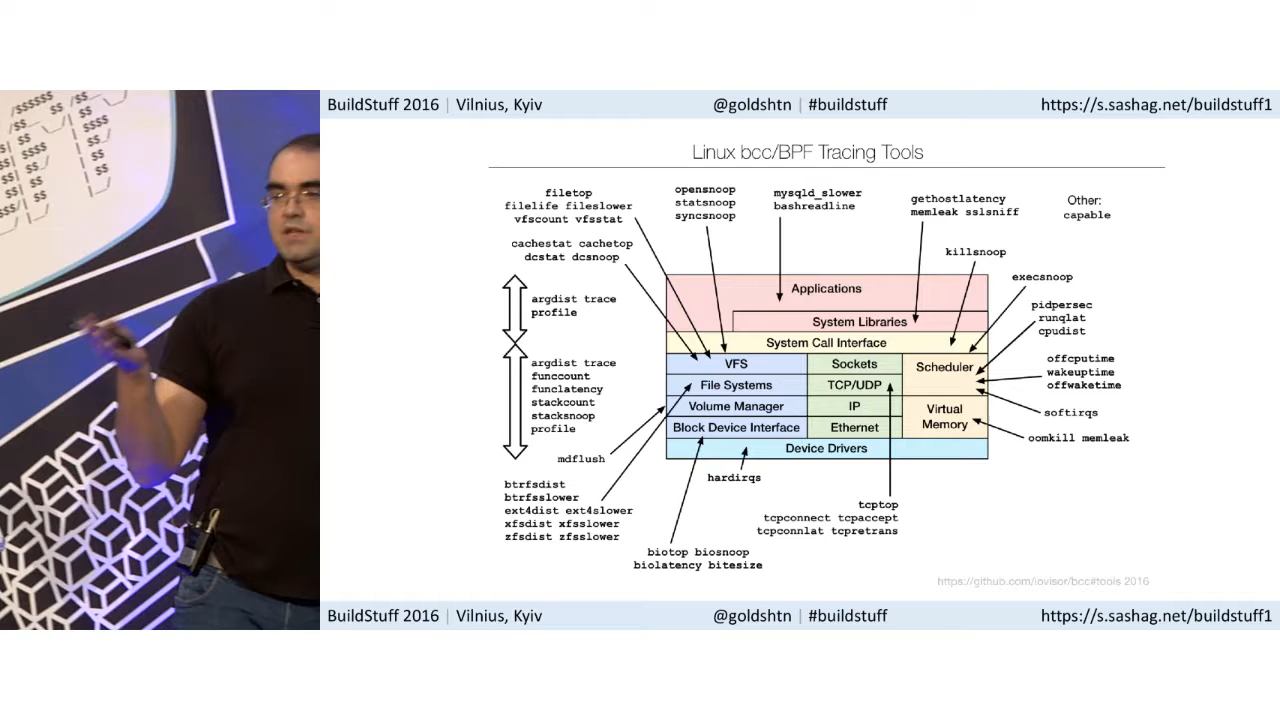 BuildStuff 2016 | Vilnius, Kyiv
@goldshtn | #buildstuff
https://s.sashag.net/buildstuff1
Linux bcc/BPF Tracing Tools
filetop
filelife fileslower
vfscount vfsstat
opensnoop
statsnoop
syncsnoop
mysqld_slower
bashreadline
gethostlatency
memleak sslsniff
Other:
capable
cachestat cachetop
dcstat dcsnoop
killsnoop
execsnoop
argdist trace
profile
pidpersec
runqlat
cpudist
Applications
System Libraries
System Call Interface
VFS
Sockets
Scheduler
File Systems
TCP/UDP
Volume Manager
IP
Virtual
Memory
Block Device Interface
Ethernet
Device Drivers
argdist trace
funccount
funclatency
stackcount
stacksnoop
profile
offcputime
wakeuptime
offwaketime
softirqs
oomkill memleak
mdflush
hardirqs
btrfsdist
btrfsslower
ext4dist ext4slower
xfsdist xfsslower
zfsdist zfsslower
tcptop
tcpconnect tcpaccept
tcpconnlat tcpretrans
biotop biosnoop
biolatency bitesize
https://github.com/iovisor/bcc#tools 2016
BuildStuff 2016 | Vilnius, Kyiv
@goldshtn | #buildstuff
https://s.sashag.net/buildstuff1